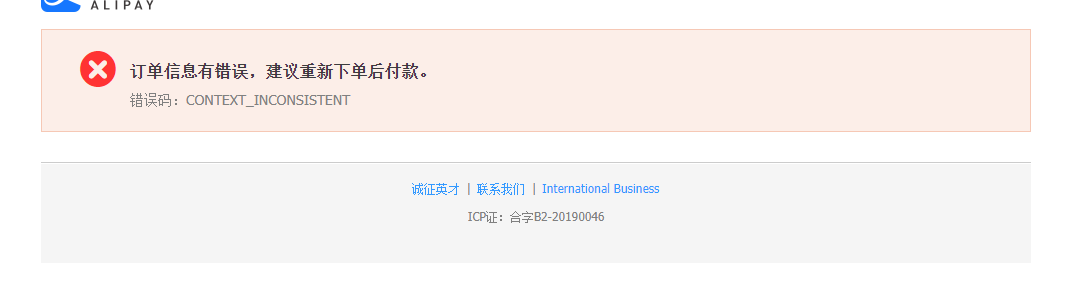 ALIPAY
订单信息有错误，建议重新下单后付款。
错误码：CONTEXT_INCONSISTENT
诚征英才 | 联系我们 | International Business
ICP证：合字B2-20190046